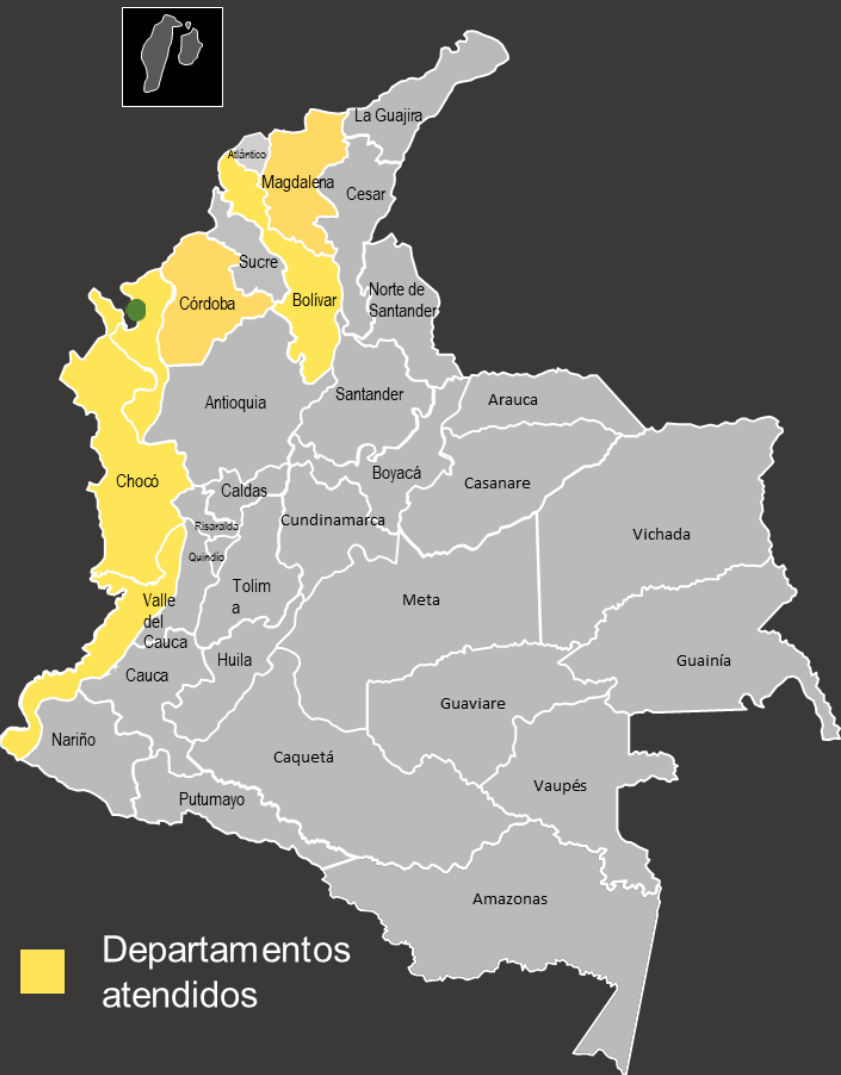 La Guajira
Atlántico
Magdalena
Cesar
Sucre
Córdoba
Bolívar
Norte de
Santander
Antioquia
Santander
Arauca
Chocó
Caldas
Boyacá
Casanare
Risaralda
Cundinamarca
Vichada
Quindío
Tolim
a
Valle
del
Cauca
Meta
Cauca
Huila
Guainía
Guaviare
Nariño
Caquetá
Vaupés
Putumayo
Amazonas
Departamentos
atendidos